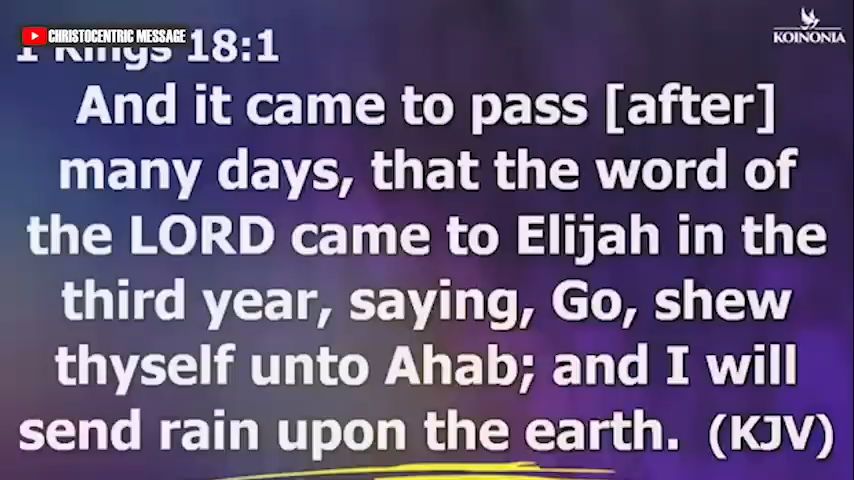 CHRISTOCENTRIC MESSAGE
KOINONIA
1 Kings 18:1
And it came to pass [after]
many days, that the word of
the LORD came to Elijah in the
third year, saying, Go, shew
thyself unto Ahab; and I will
send rain upon the earth. (KJV)